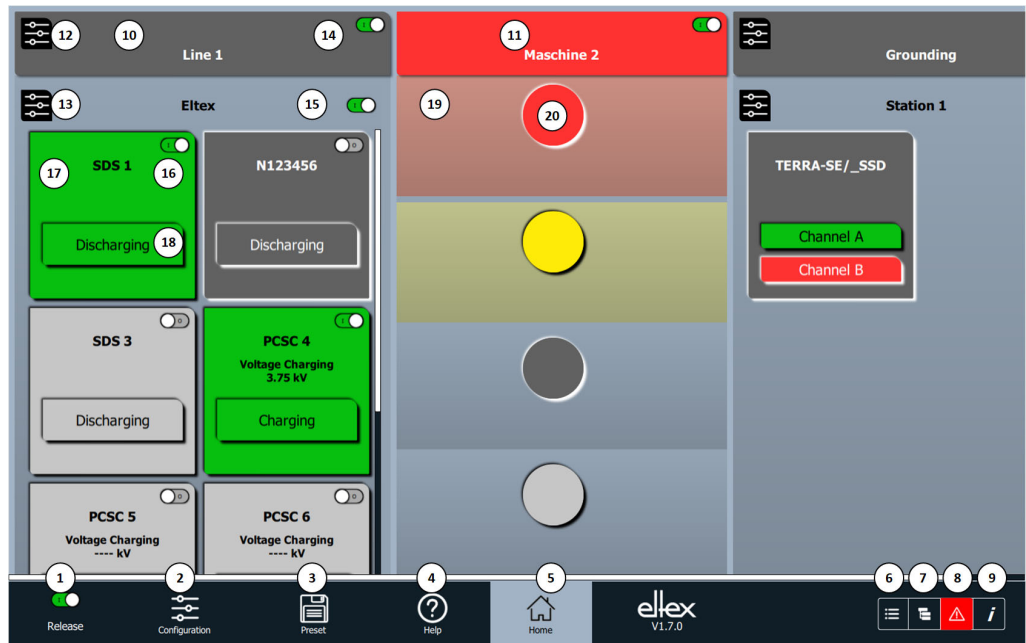 12
10
14
Line 1
11
Maschine 2
Grounding
13
Eltex
15
19
20
Station 1
17
SDS 1
16
Discharging
18
N123456
Discharging
TERRA-SE/_SSD
Channel A
Channel B
SDS 3
Discharging
PCSC 4
Voltage Charging
3.75 kV
Charging
PCSC 5
Voltage Charging
---- kV
PCSC 6
Voltage Charging
---- kV
1
Release
2
Configuration
3
Preset
4
?
Help
5
Home
eltex
V1.7.0
6
7
8
9
i